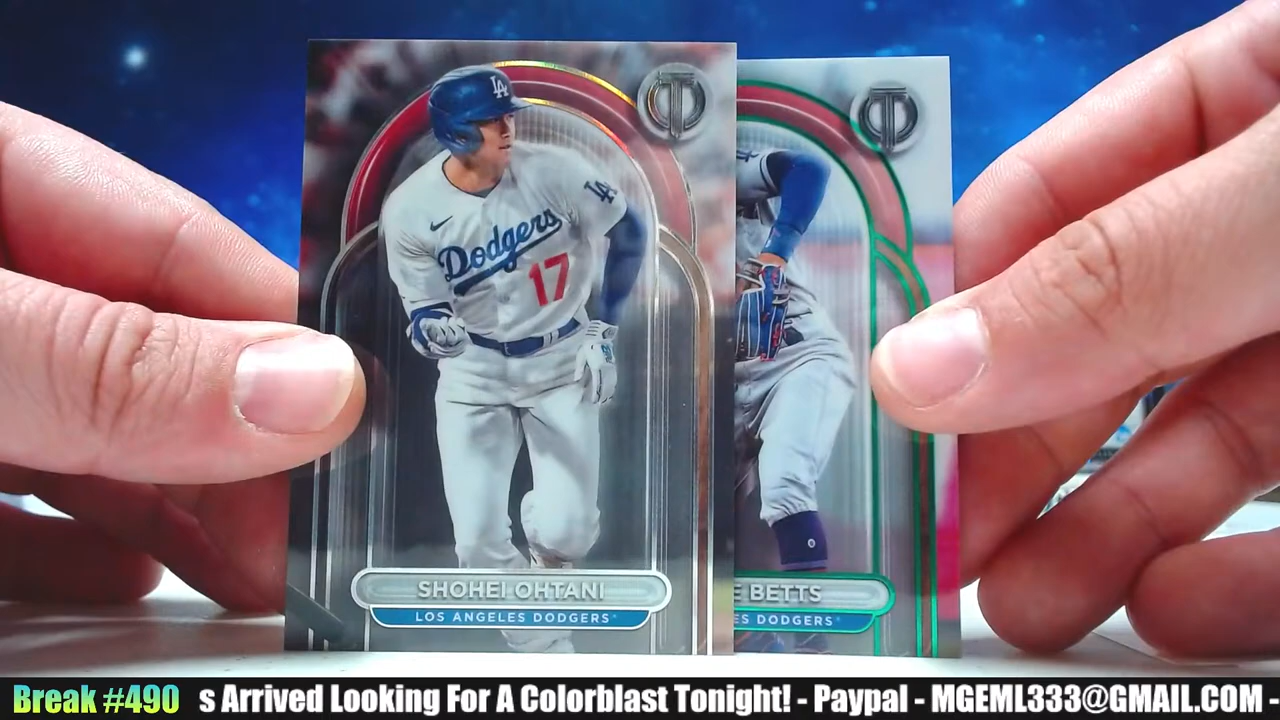 LA
LA
Dodgers
17
SHOHEI OHTANI
LOS ANGELES DODGERS
E BETTS
ES DODGERS
Break #490 s Arrived Looking For A Colorblast Tonight! - Paypal - MGEML333@GMAIL.COM -